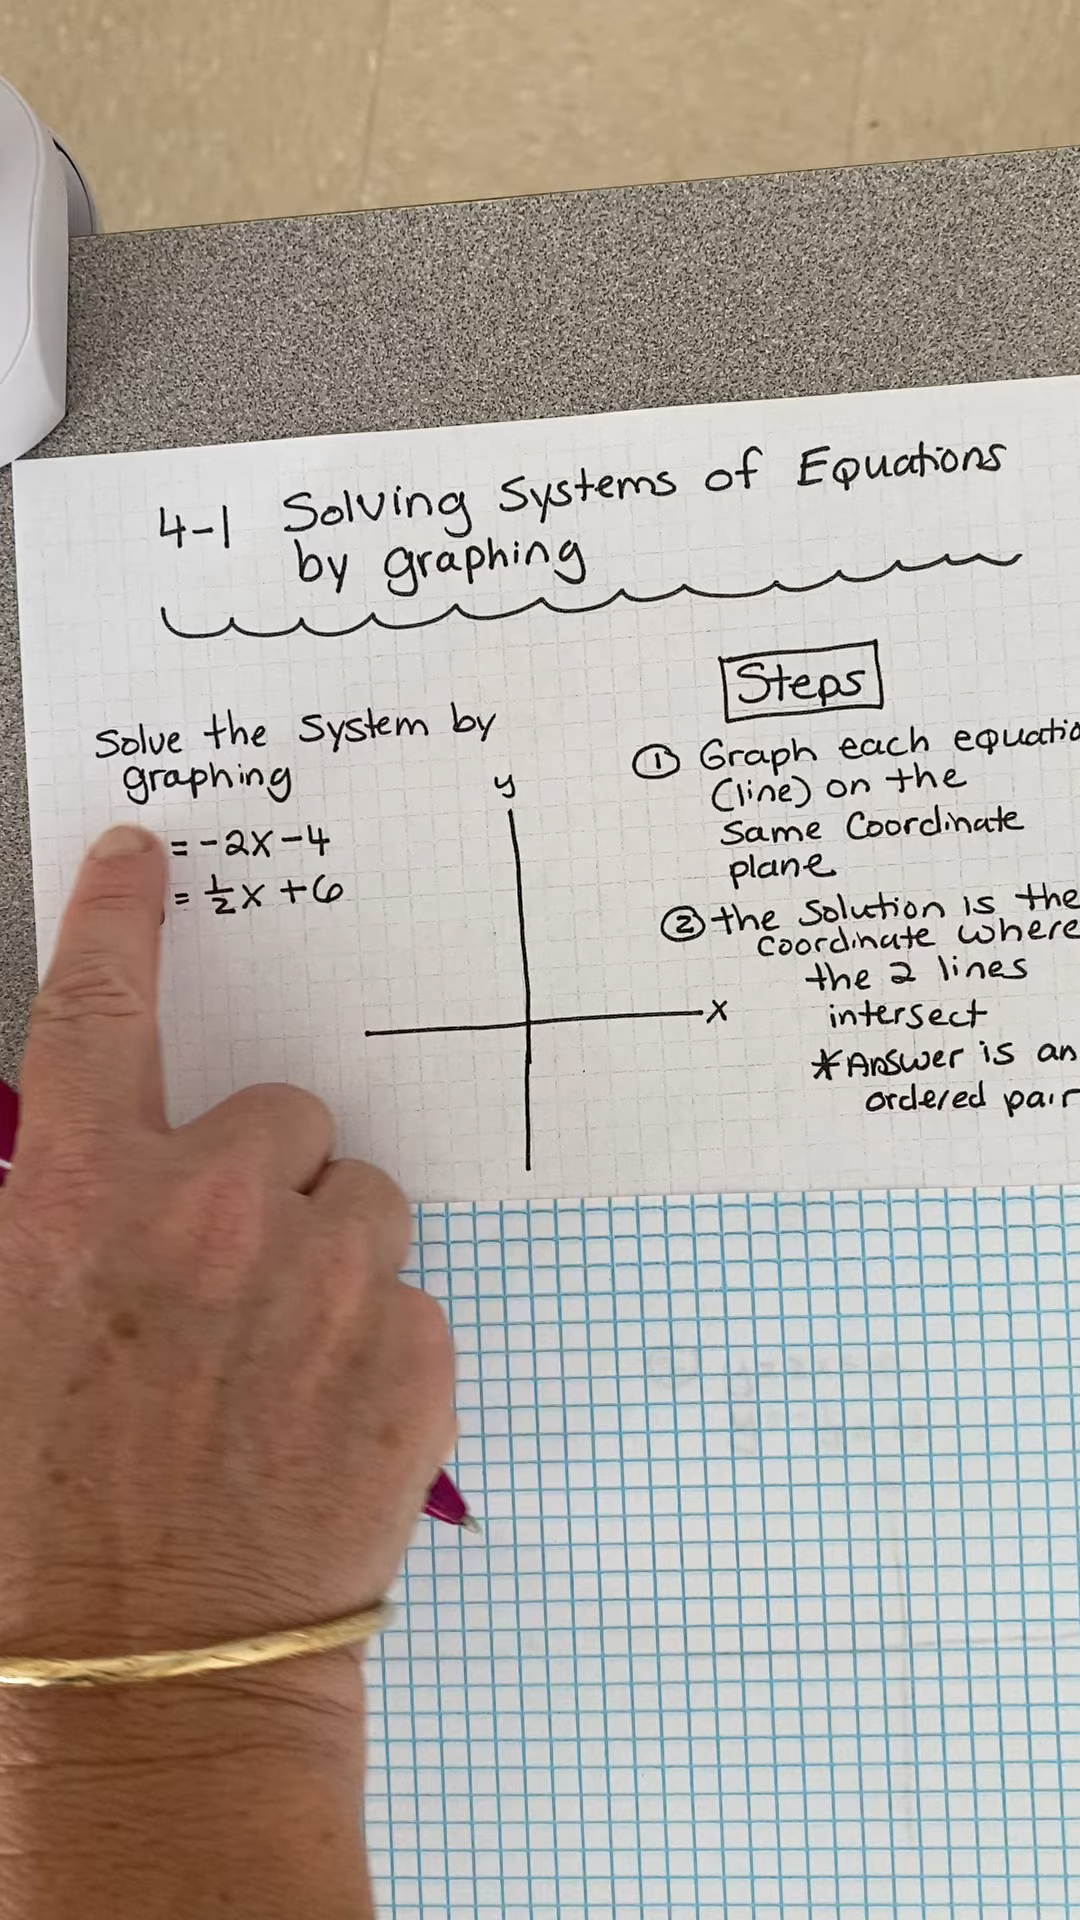 4-1 Solving Systems of Equations
by graphing
Solve the System by
graphing
= -2x - 4
= 1/2 x + 6
y
x
Steps
① Graph each
(line) on the
Same Coordinate
plane
② the Solution is the
Coordinate where
the 2 lines
intersect
*Answer is an
ordered pair